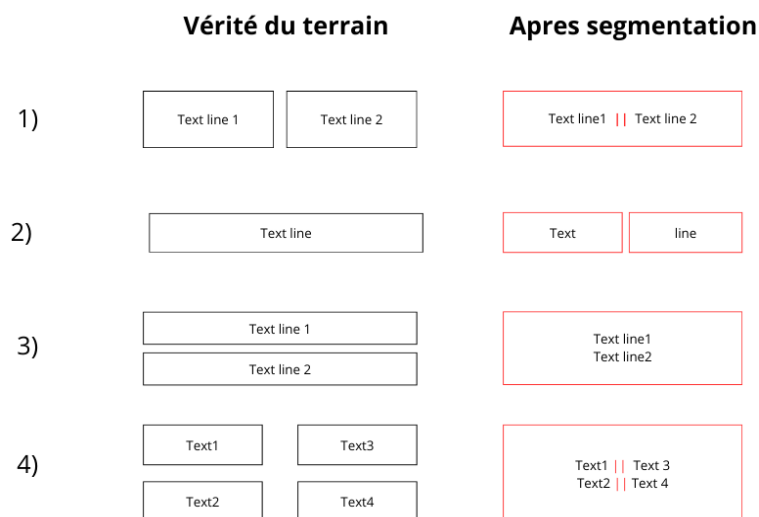 Vérité du terrain Apres segmentation
1) Text line 1 Text line 2 Text line1 || Text line 2
2) Text line Text line
3) Text line 1 Text line1
Text line 2 Text line2
4) Text1 Text3 Text1 || Text 3
Text2 Text4 Text2 || Text 4